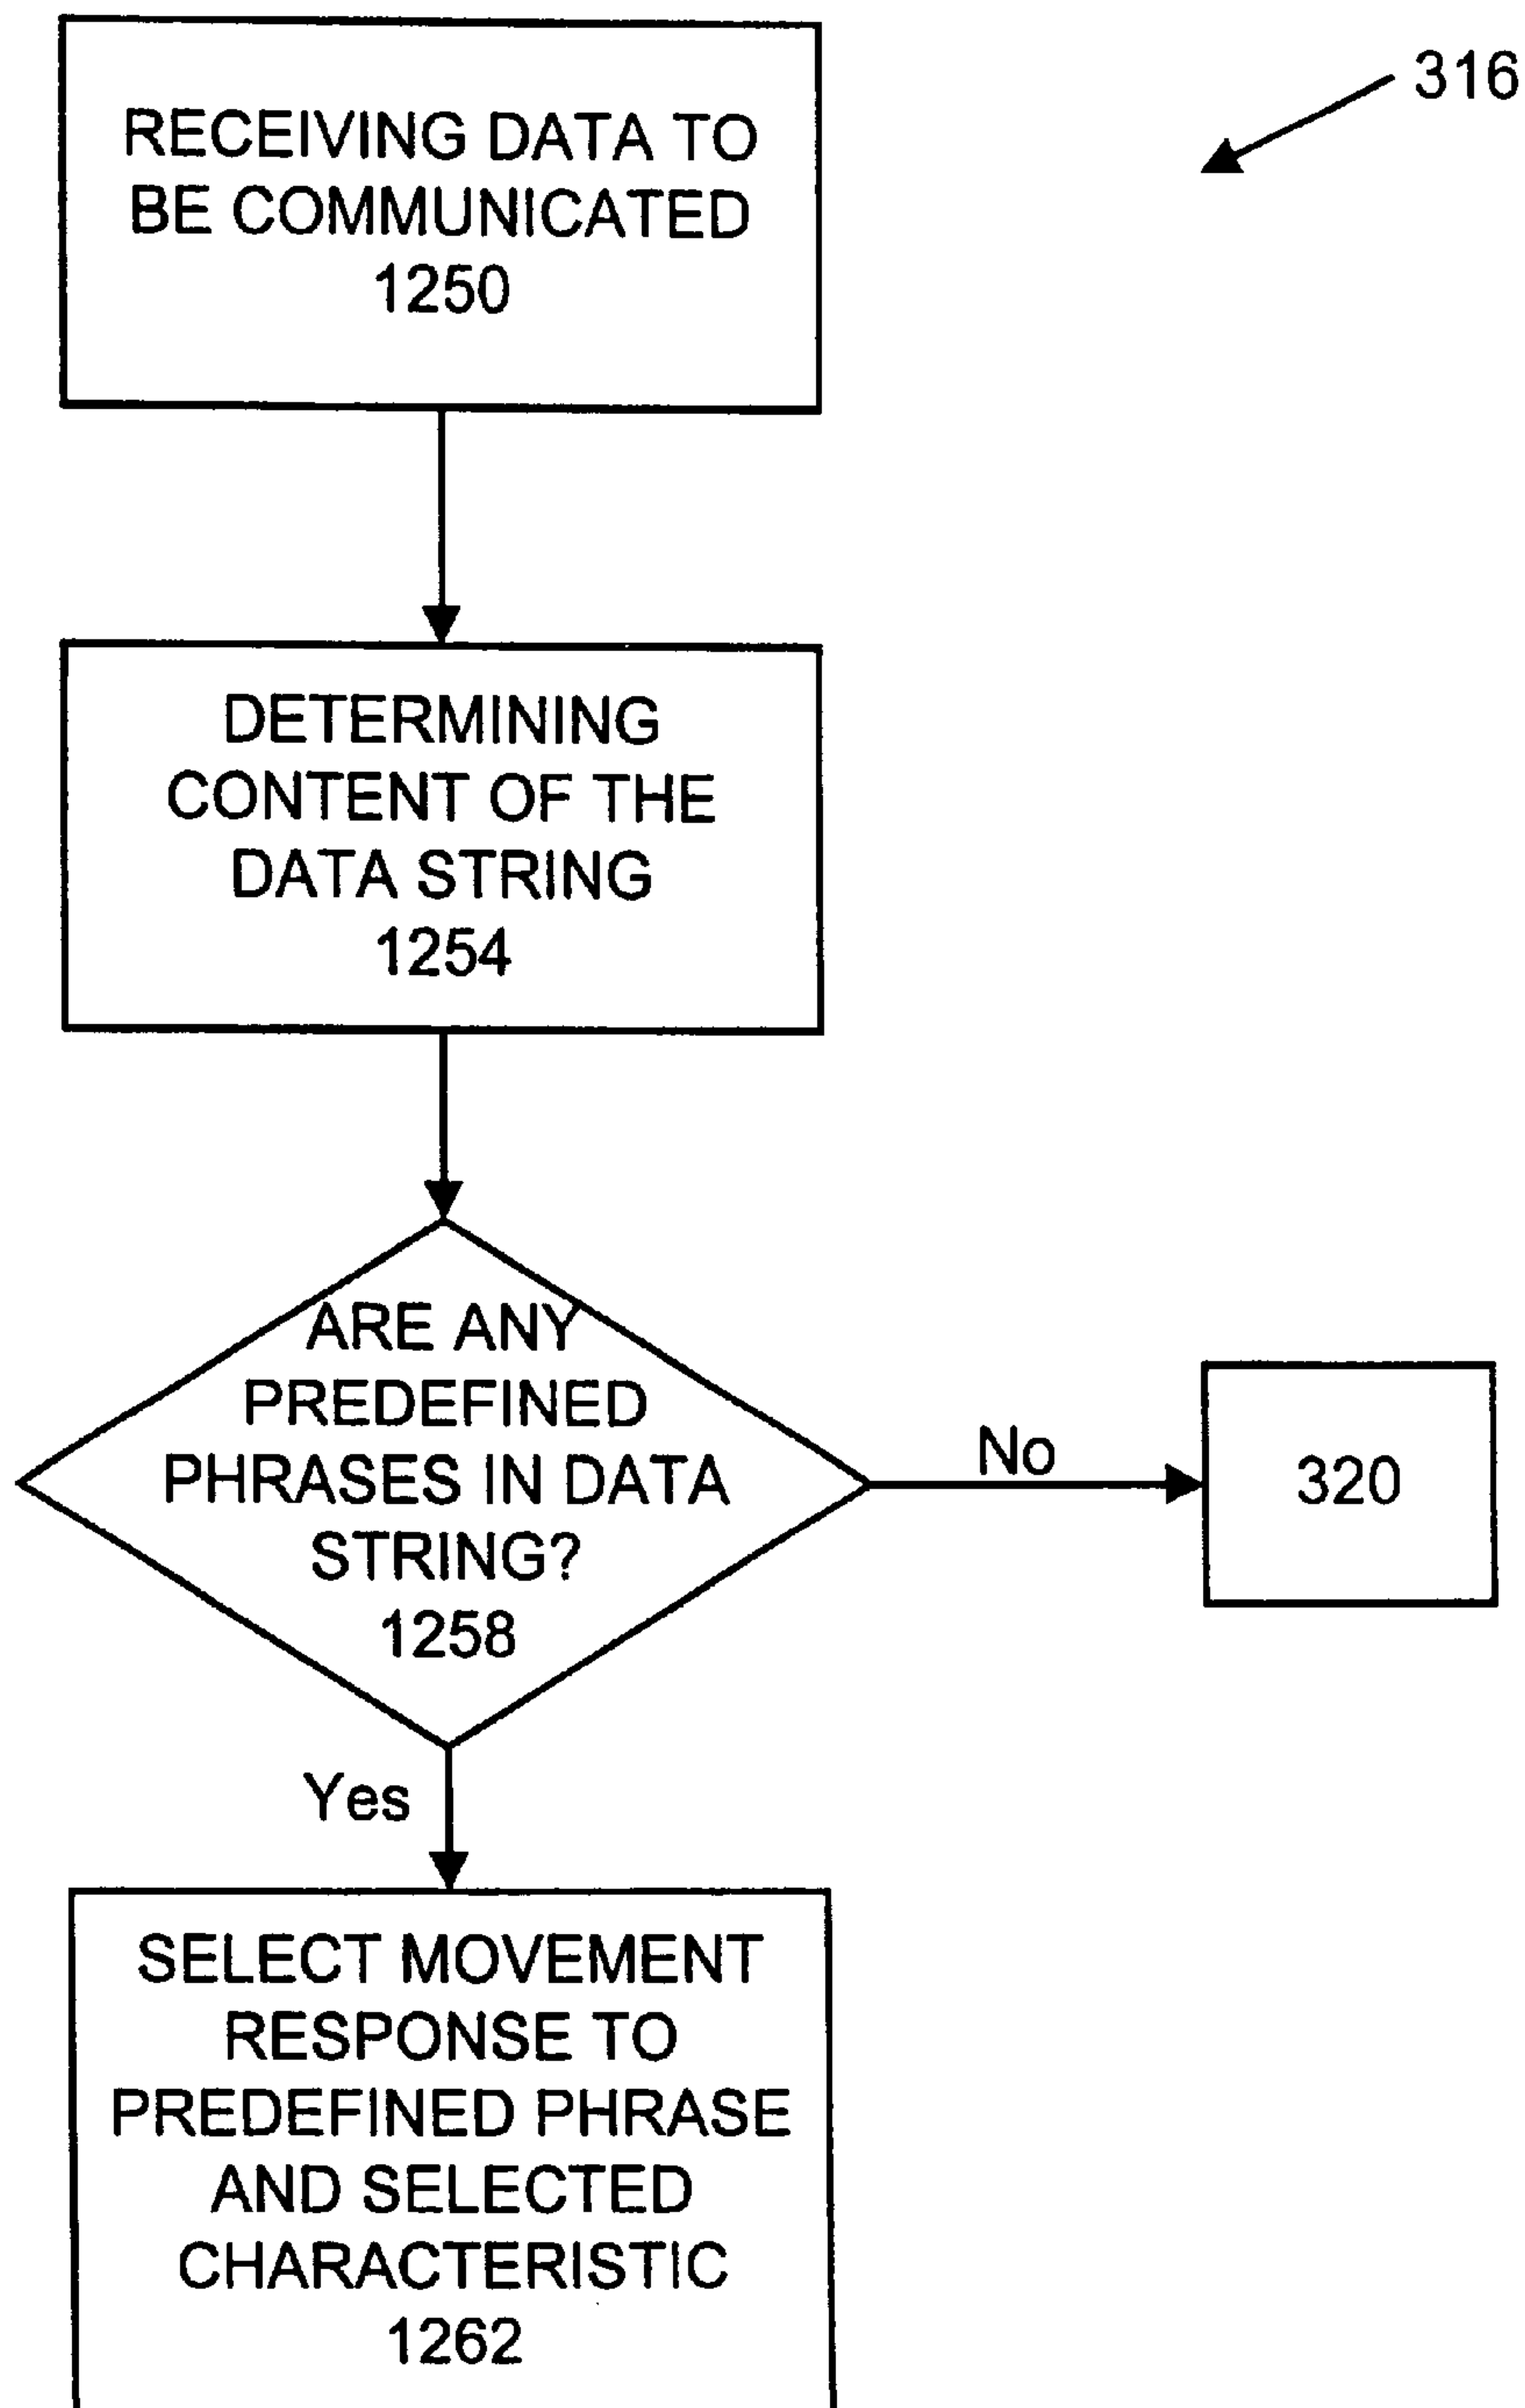 316
RECEIVING DATA TO
BE COMMUNICATED
1250
DETERMINING
CONTENT OF THE
DATA STRING
1254
ARE ANY
PREDEFINED
PHRASES IN DATA
STRING?
1258
No
320
Yes
SELECT MOVEMENT
RESPONSE TO
PREDEFINED PHRASE
AND SELECTED
CHARACTERISTIC
1262